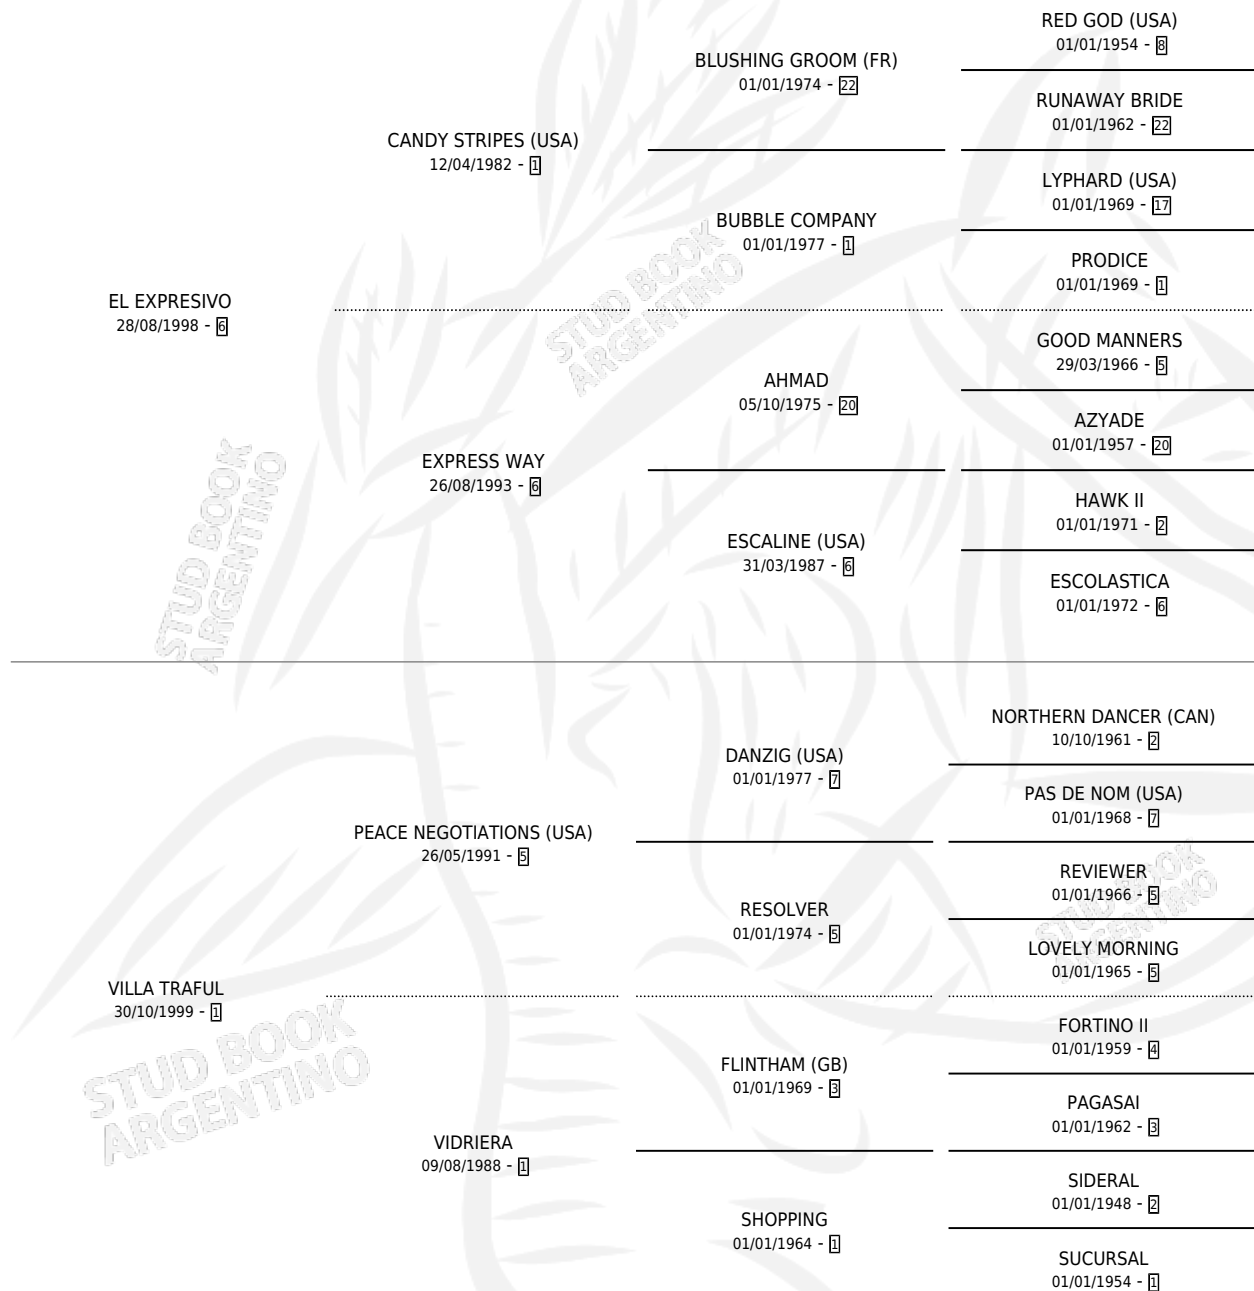 RED GOD (USA)
01/01/1954 - 8
BLUSHING GROOM (FR)
01/01/1974 - 22
RUNAWAY BRIDE
01/01/1962 - 22
CANDY STRIPES (USA)
12/04/1982 - 1
LYPHARD (USA)
01/01/1969 - 17
BUBBLE COMPANY
01/01/1977 - 1
PRODICE
01/01/1969 - 1
EL EXPRESIVO
28/08/1998 - 6
STUD BOOK
ARGENTINO
GOOD MANNERS
29/03/1966 - 5
AHMAD
05/10/1975 - 20
AZYADE
01/01/1957 - 20
EXPRESS WAY
26/08/1993 - 6
HAWK II
01/01/1971 - 2
ESCALINE (USA)
31/03/1987 - 6
ESCOLASTICA
01/01/1972 - 6
STUD BOOK
ARGENTINO
NORTHERN DANCER (CAN)
10/10/1961 - 2
DANZIG (USA)
01/01/1977 - 7
PAS DE NOM (USA)
01/01/1968 - 7
PEACE NEGOTIATIONS (USA)
26/05/1991 - 5
REVIEWER
01/01/1966 - 5
RESOLVER
01/01/1974 - 5
LOVELY MORNING
01/01/1965 - 5
STUD BOOK
ARGENTINO
VILLA TRAFUL
30/10/1999 - 1
FORTINO II
01/01/1959 - 4
FLINTHAM (GB)
01/01/1969 - 3
PAGASAI
01/01/1962 - 3
STUD BOOK
ARGENTINO
VIDRIERA
09/08/1988 - 1
SIDERAL
01/01/1948 - 2
SHOPPING
01/01/1964 - 1
SUCURSAL
01/01/1954 - 1